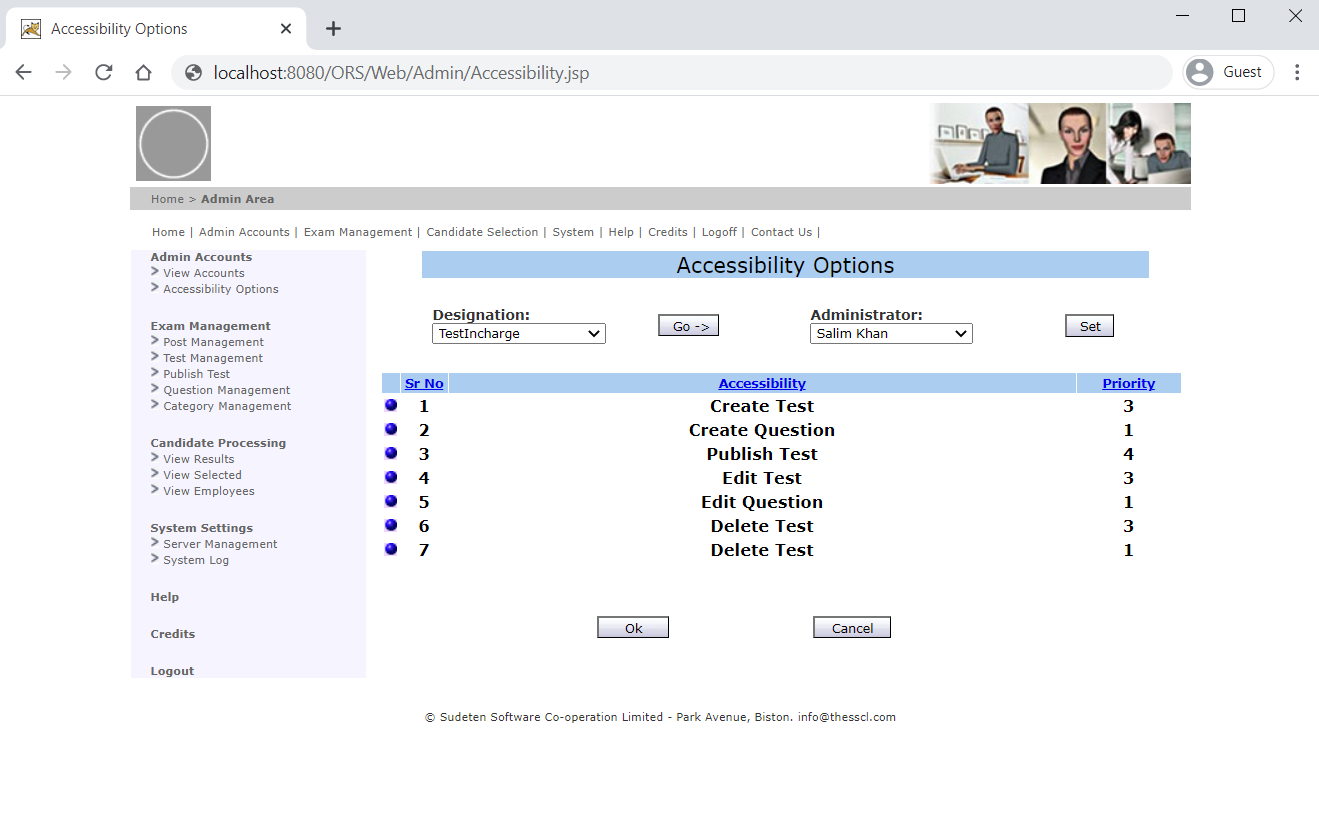 Accessibility Options
localhost:8080/ORS/Web/Admin/Accessibility.jsp
Guest
Home > Admin Area
Home | Admin Accounts | Exam Management | Candidate Selection | System | Help | Credits | Logoff | Contact Us |
Admin Accounts
> View Accounts
> Accessibility Options
Exam Management
> Post Management
> Test Management
> Publish Test
> Question Management
> Category Management
Candidate Processing
> View Results
> View Selected
> View Employees
System Settings
> Server Management
> System Log
Help
Credits
Logout
Accessibility Options
Designation: Administrator:
TestIncharge Go -> Salim Khan Set
Sr No Accessibility Priority
1 Create Test 3
2 Create Question 1
3 Publish Test 4
4 Edit Test 3
5 Edit Question 1
6 Delete Test 3
7 Delete Test 1
Ok Cancel
© Sudeten Software Co-operation Limited - Park Avenue, Biston. info@thesscl.com